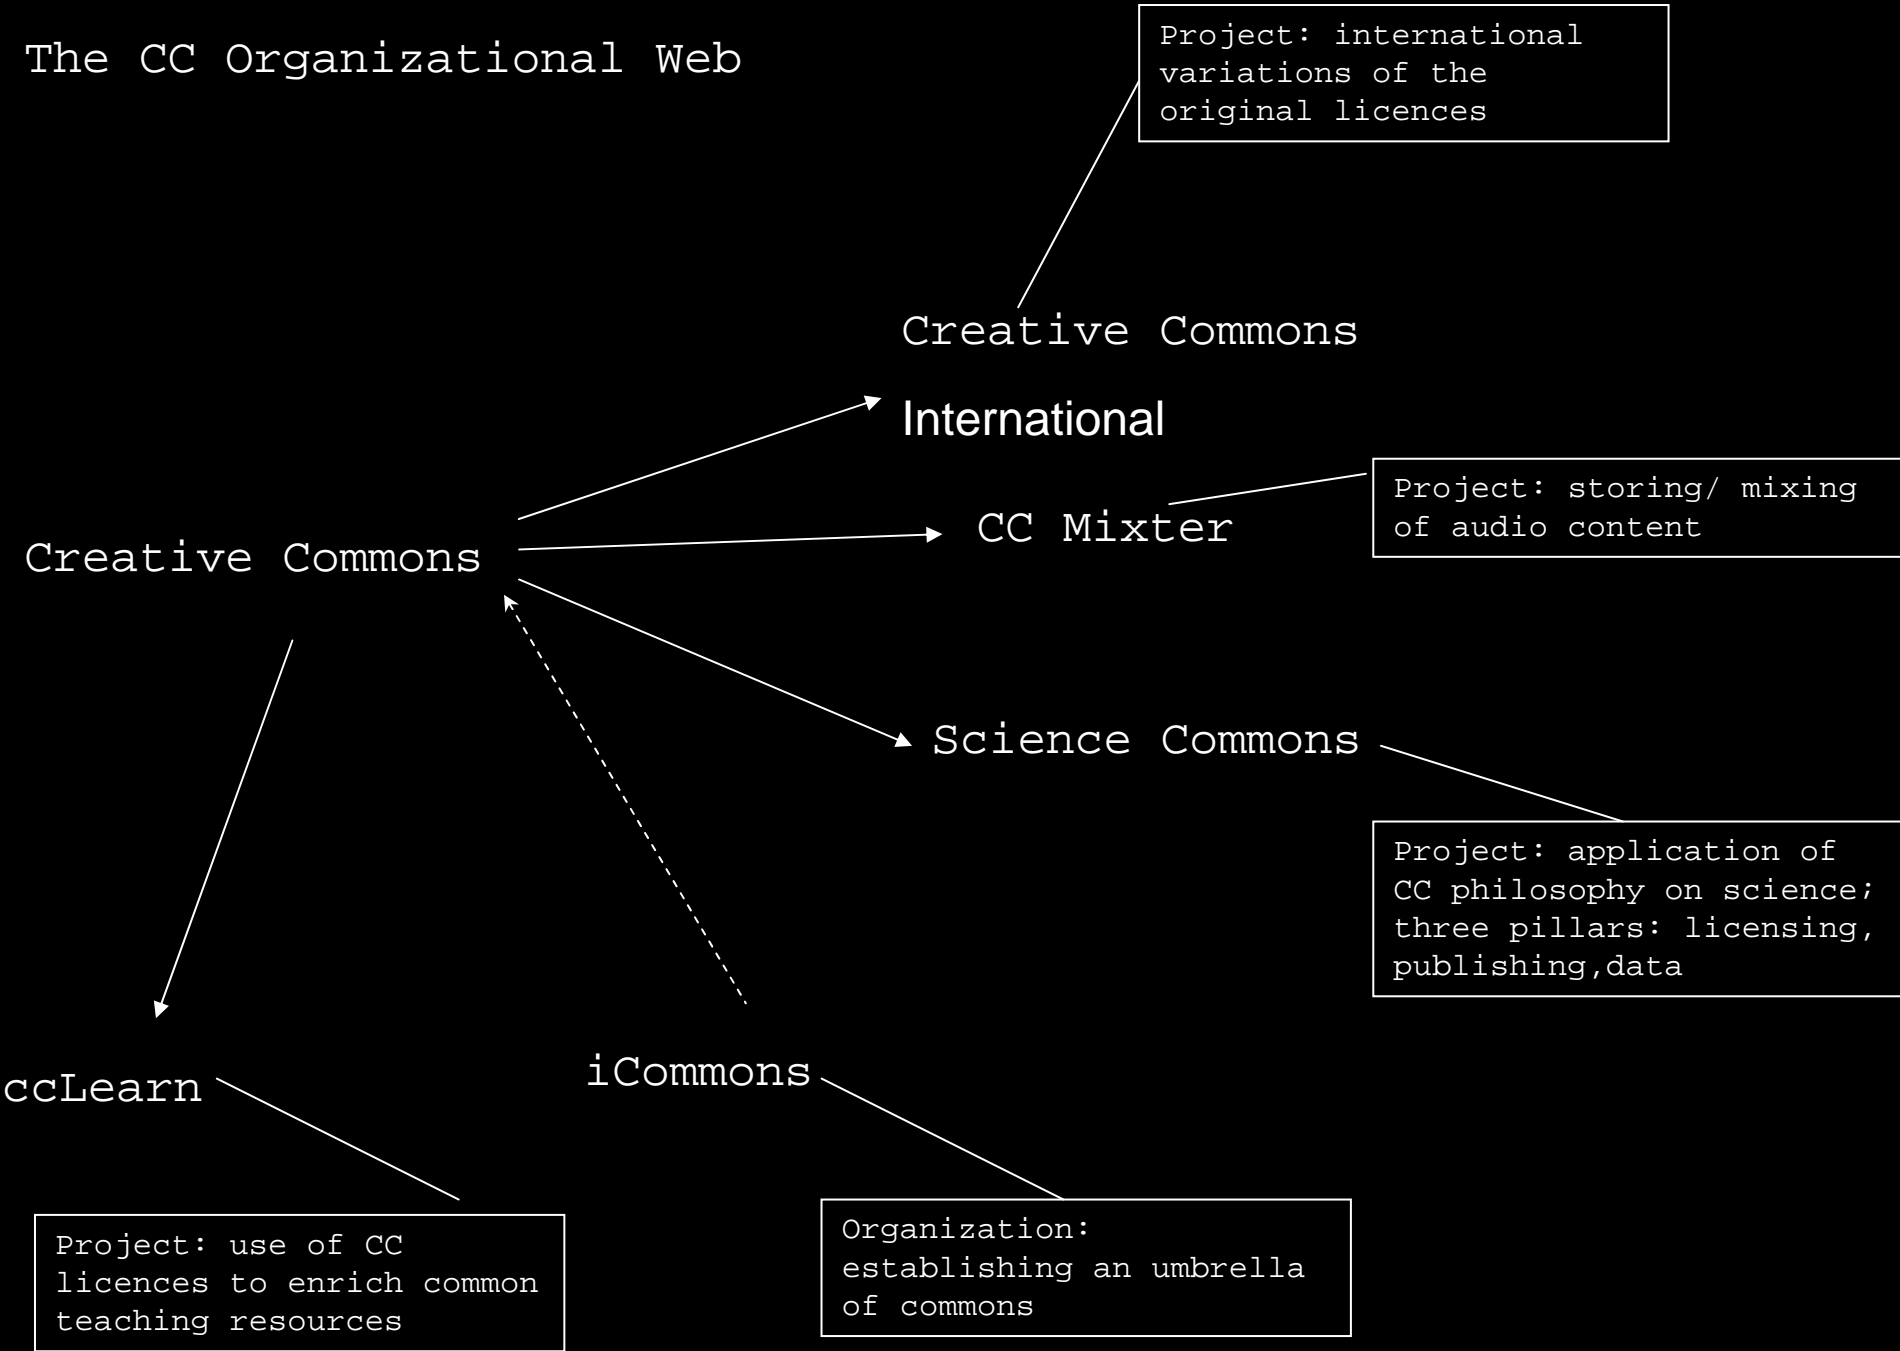 The CC Organizational Web
Project: international
variations of the
original licences
Creative Commons
International
Project: storing/ mixing
of audio content
CC Mixter
Creative Commons
Science Commons
Project: application of
CC philosophy on science;
three pillars: licensing,
publishing,data
iCommons
ccLearn
Project: use of CC
licences to enrich common
teaching resources
Organization:
establishing an umbrella
of commons